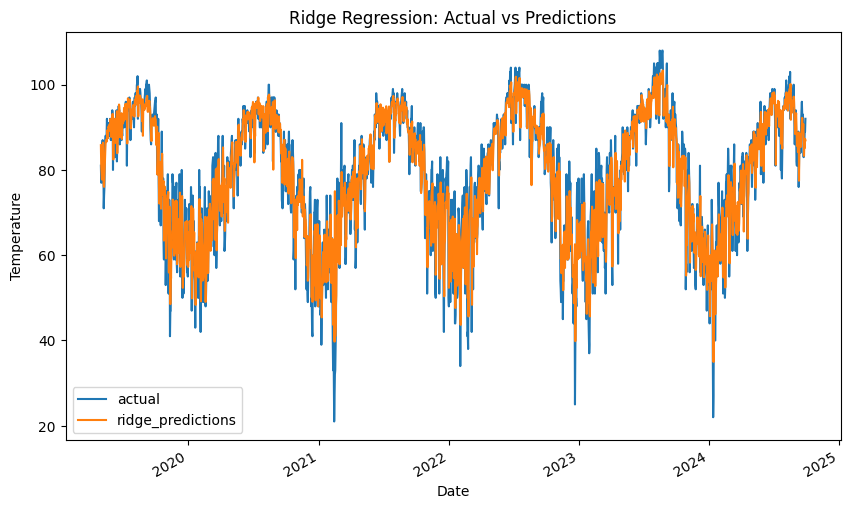 Ridge Regression: Actual vs Predictions
Temperature
100
80
60
40
20
actual
ridge_predictions
2020
2021
2022
2023
2024
2025
Date